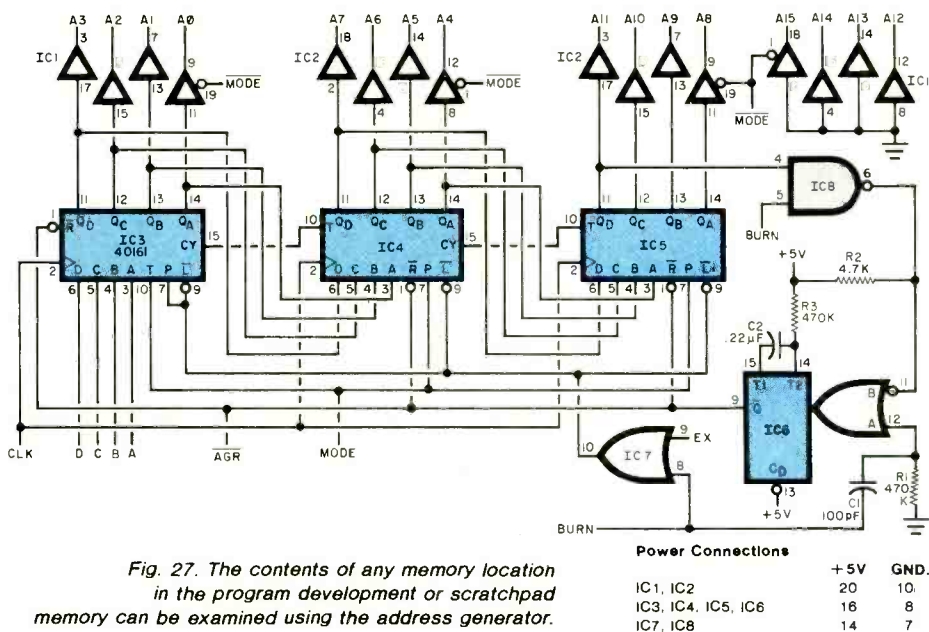 A3 A2 A1 A0 A7 A6 A5 A4 A11 A10 A9 A8 A15 A14 A13 A12
3 7 9 18 14 12 3 7 9 18 14 12
IC1 IC2 IC2 IC1
17 15 13 11 19 MODE 2 4 8 MODE 17 15 13 11 19 MODE 1 4 8
4 IC8 6
5
BURN
11 12 13 14 11 12 13 14 11 12 13 14
1 R QD QC QB QA 10 T QD QC QB QA 10 T QD QC QB QA
IC3 CY 15 IC4 CY 15 IC5
40161
2 D C B A T P L 2 D C B A R P L 2 D C B A R P L
6 5 4 3 10 7 9 6 5 4 3 1 7 9 6 5 4 3 1 7 9
+5V R2
4.7K
R3
470K
C2
.22µF
15 14
T1 T2
9 Q IC6
B 11
A 12
CD
13
+5V
R1
470
K
C1
100pF
CLK D C B A AGR MODE
10 IC7 9 EX
8
BURN
Fig. 27. The contents of any memory location
in the program development or scratchpad
memory can be examined using the address generator.
Power Connections
+5V GND.
IC1, IC2 20 10
IC3, IC4, IC5, IC6 16 8
IC7, IC8 14 7